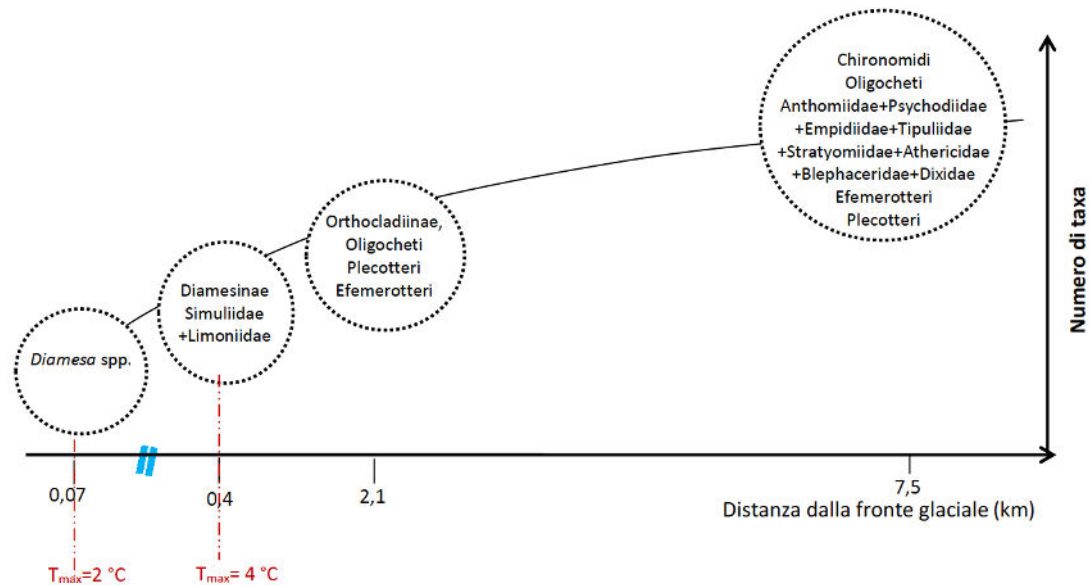 Chironomidi
Oligocheti
Anthomiidae+Psychodiidae
+Empidiidae+Tipuliidae
+Stratyomiidae+Athericidae
+Blephaceridae+Dixidae
Efemerotteri
Plecotteri
Orthocladiinae,
Oligocheti
Plecotteri
Efemerotteri
Diamesinae
Simuliidae
+Limoniidae
Diamesa spp.
Numero di taxa
0,07
0,4
2,1
7,5
Distanza dalla fronte glaciale (km)
Tmax=2 °C
Tmax= 4 °C